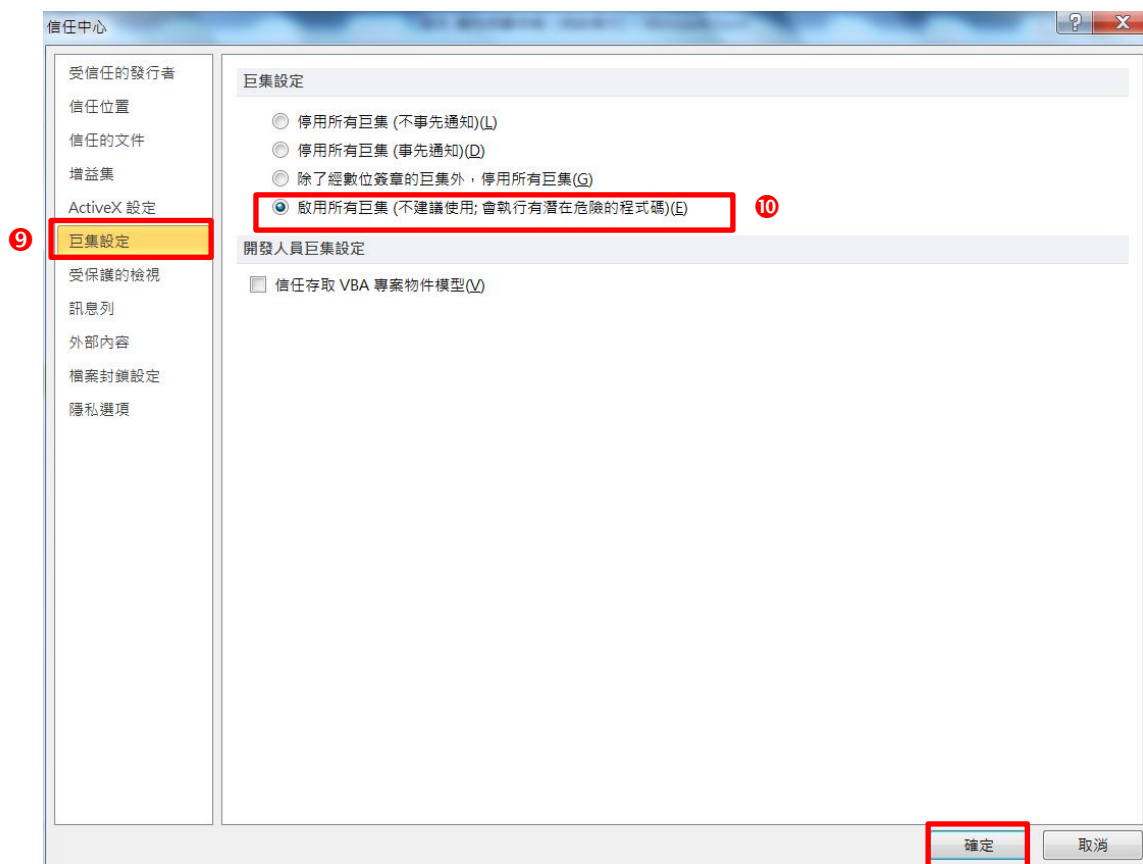 信任中心
受信任的發行者
信任位置
信任的文件
增益集
ActiveX 設定
❾ 巨集設定
受保護的檢視
訊息列
外部內容
檔案封鎖設定
隱私選項
巨集設定
停用所有巨集 (不事先通知)(L)
停用所有巨集 (事先通知)(D)
除了經數位簽章的巨集外，停用所有巨集(G)
啟用所有巨集 (不建議使用; 會執行有潛在危險的程式碼)(E) ❿
開發人員巨集設定
信任存取 VBA 專案物件模型(V)
確定 取消